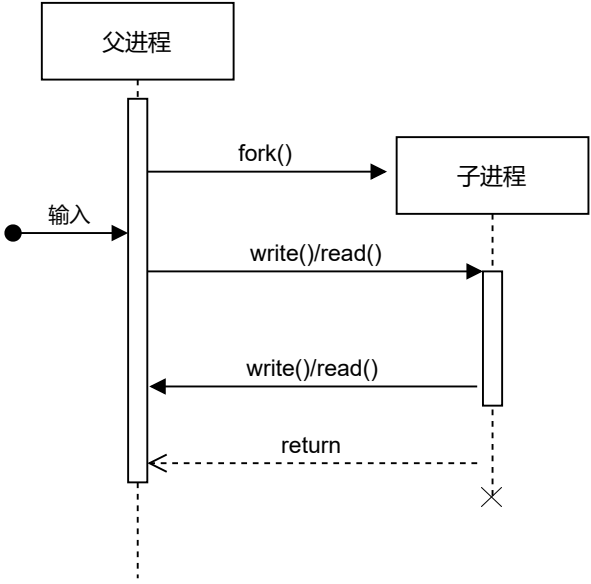 父进程
fork()
子进程
输入
write()/read()
write()/read()
return